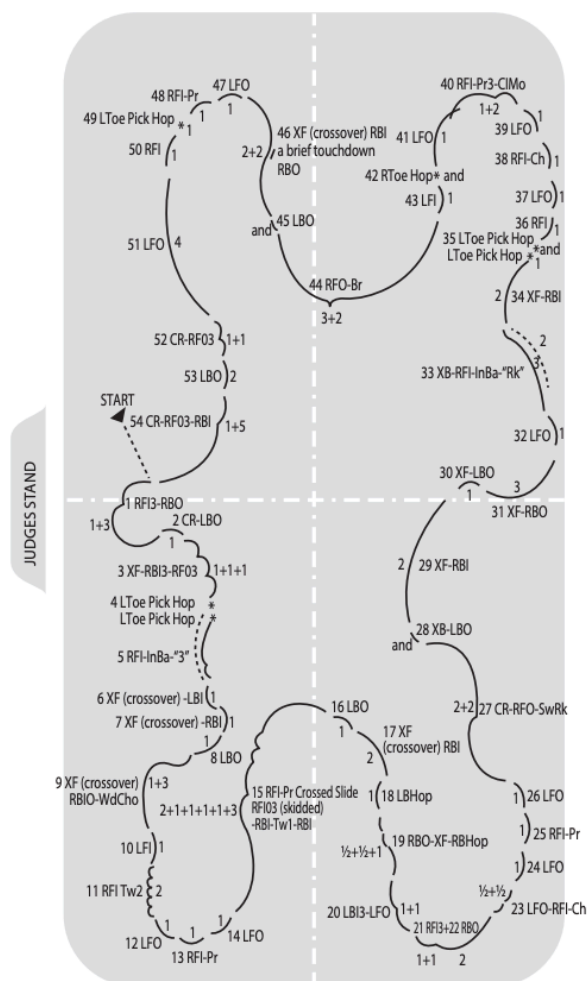 40 RFI-Pr3-ClMo
1+2
47 LFO
1
48 RFI-Pr
1
49 LToe Pick Hop
*
1
50 RFI
1
46 XF (crossover) RBI
a brief touchdown
RBO
2+2
41 LFO
1
39 LFO
1
38 RFI-Ch
1
42 RToe Hop* and
43 LFI
1
37 LFO
1
36 RFI
1
35 LToe Pick Hop
*and
LToe Pick Hop
*
1
45 LBO
and
51 LFO
4
44 RFO-Br
3+2
2
34 XF-RBI
52 CR-RF03
1+1
2
3
33 XB-RFI-InBa-"Rk"
53 LBO
2
START
54 CR-RF03-RBI
1+5
32 LFO
1
30 XF-LBO
1
3
31 XF-RBO
JUDGES STAND
1 RFI3-RBO
1+3
2 CR-LBO
1
3 XF-RBI3-RF03
1+1+1
2
29 XF-RBI
4 LToe Pick Hop
*
LToe Pick Hop
*
28 XB-LBO
and
5 RFI-InBa-"3"
6 XF (crossover) -LBI
1
7 XF (crossover) -RBI
1
1
8 LBO
2+2
27 CR-RFO-SwRk
16 LBO
1
17 XF
(crossover) RBI
2
9 XF (crossover)
RBIO-WdCho
1+3
15 RFI-Pr Crossed Slide
RFI03 (skidded)
-RBI-Tw1-RBI
2+1+1+1+1+3
1
18 LBHop
1
26 LFO
1
25 RFI-Pr
10 LFI
1
½+½+1
19 RBO-XF-RBHop
1
24 LFO
11 RFI Tw2
2
½+½
23 LFO-RFI-Ch
20 LBI3-LFO
1+1
21 RFI3+22 RBO
1+1
2
12 LFO
1
1
13 RFI-Pr
1
14 LFO